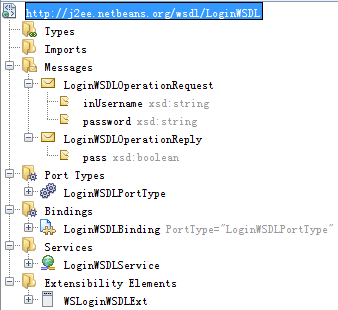 http://j2ee.netbeans.org/wsdl/LoginWSDL
Types
Imports
Messages
LoginWSDLOperationRequest
inUsername xsd:string
password xsd:string
LoginWSDLOperationReply
pass xsd:boolean
Port Types
LoginWSDLPortType
Bindings
LoginWSDLBinding PortType="LoginWSDLPortType"
Services
LoginWSDLService
Extensibility Elements
WSLoginWSDLExt